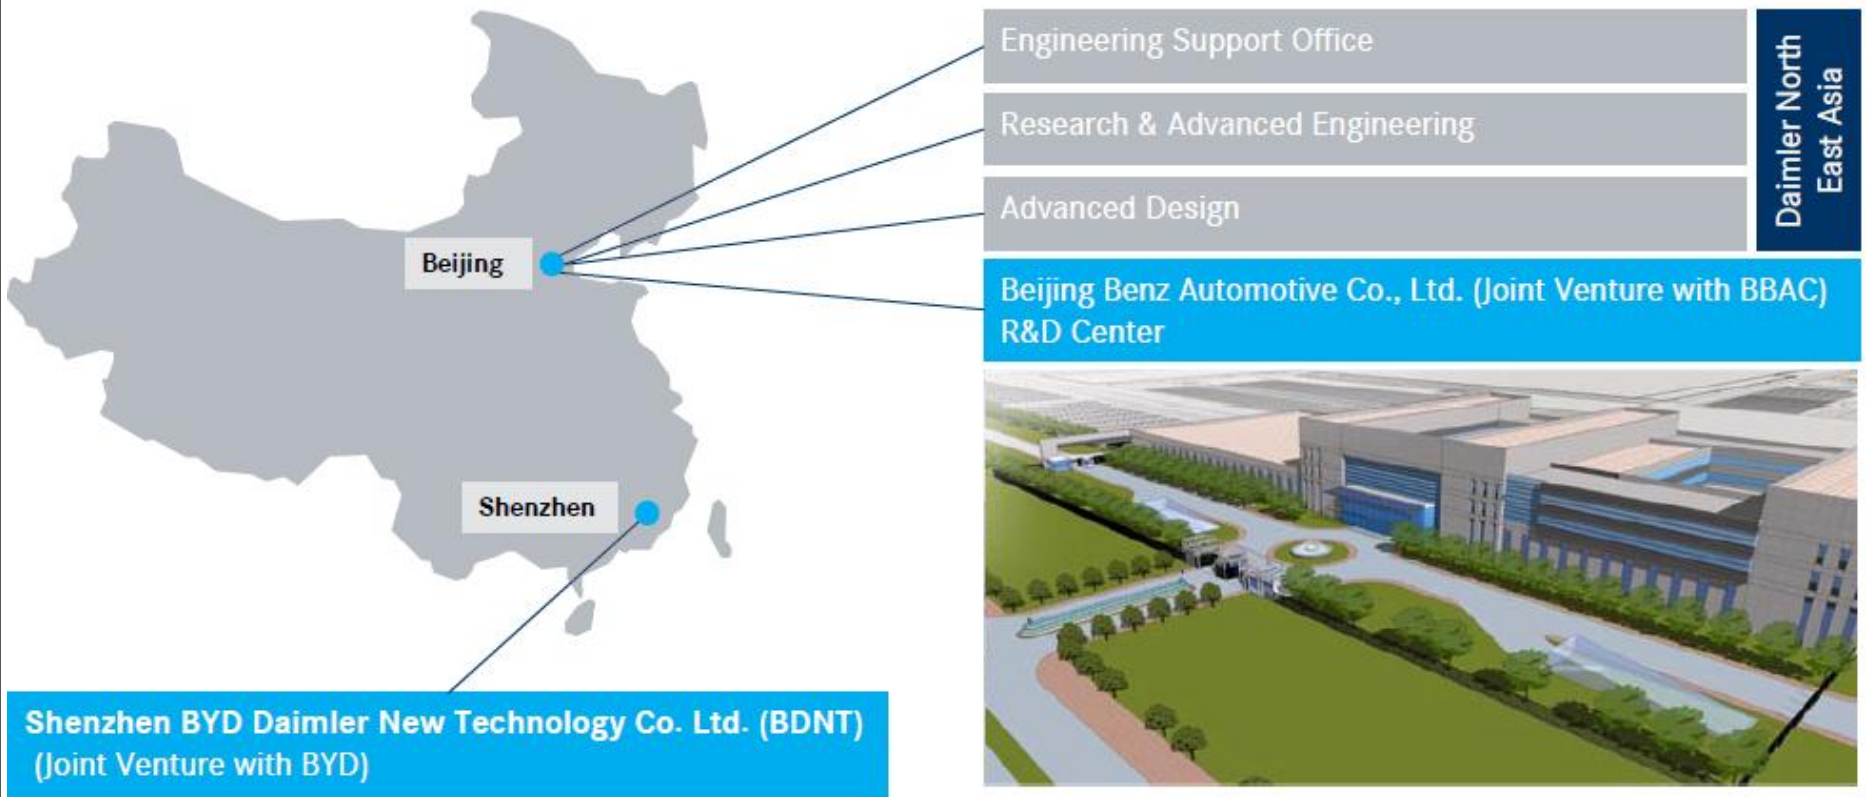 Engineering Support Office
Research & Advanced Engineering
Advanced Design
Daimler North
East Asia
Beijing
Beijing Benz Automotive Co., Ltd. (Joint Venture with BBAC)
R&D Center
Shenzhen
Shenzhen BYD Daimler New Technology Co. Ltd. (BDNT)
(Joint Venture with BYD)